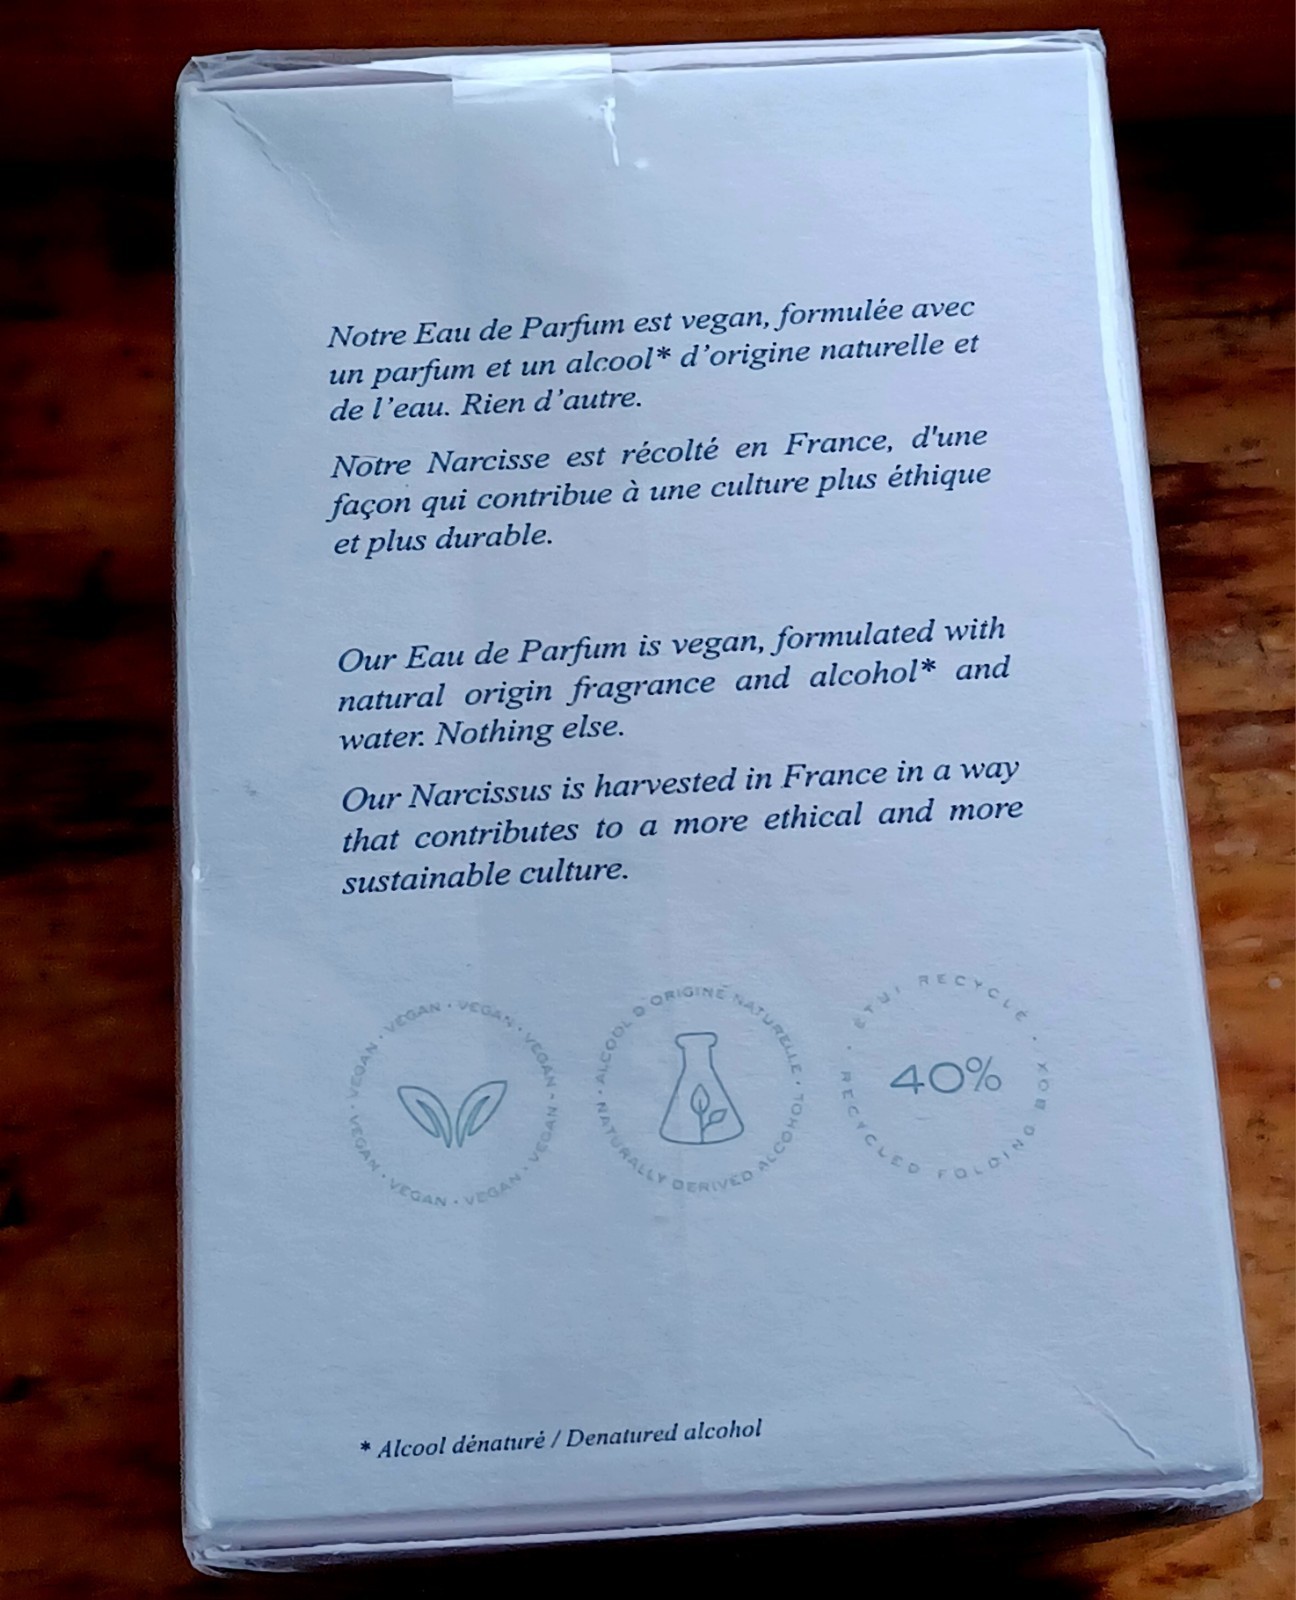 Notre Eau de Parfum est vegan, formulée avec
un parfum et un alcool* d’origine naturelle et
de l’eau. Rien d’autre.
Notre Narcisse est récolté en France, d'une
façon qui contribue à une culture plus éthique
et plus durable.
Our Eau de Parfum is vegan, formulated with
natural origin fragrance and alcohol* and
water. Nothing else.
Our Narcissus is harvested in France in a way
that contributes to a more ethical and more
sustainable culture.
VEGAN · VEGAN · VEGAN · VEGAN · VEGAN · VEGAN · VEGAN · VEGAN ·
ALCOOL D'ORIGINE NATURELLE · NATURALLY DERIVED ALCOHOL ·
ÉTUI RECYCLÉ · RECYCLED FOLDING BOX ·
40%
* Alcool dénaturé / Denatured alcohol